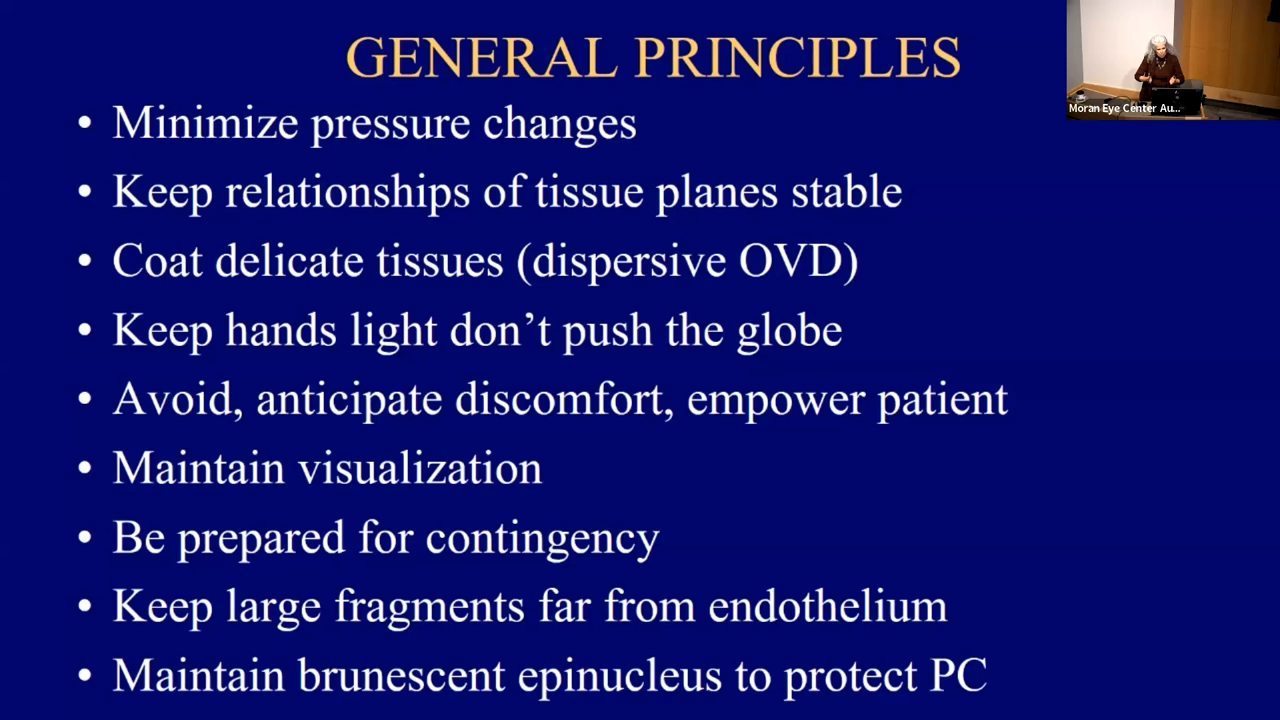 GENERAL PRINCIPLES
• Minimize pressure changes
• Keep relationships of tissue planes stable
• Coat delicate tissues (dispersive OVD)
• Keep hands light don’t push the globe
• Avoid, anticipate discomfort, empower patient
• Maintain visualization
• Be prepared for contingency
• Keep large fragments far from endothelium
• Maintain brunescent epinucleus to protect PC
Moran Eye Center Au...